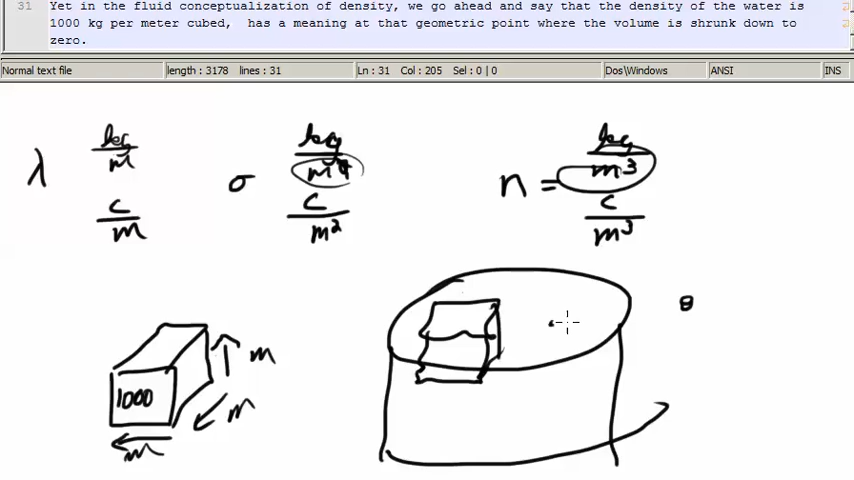 31 Yet in the fluid conceptualization of density, we go ahead and say that the density of the water is
1000 kg per meter cubed,  has a meaning at that geometric point where the volume is shrunk down to
zero.
Normal text file length : 3178 lines : 31 Ln : 31 Col : 205 Sel : 0 | 0 Dos\Windows ANSI INS
λ kg/m σ n = kg/m³
C/m C/m² C/m³
1000 m
m
m